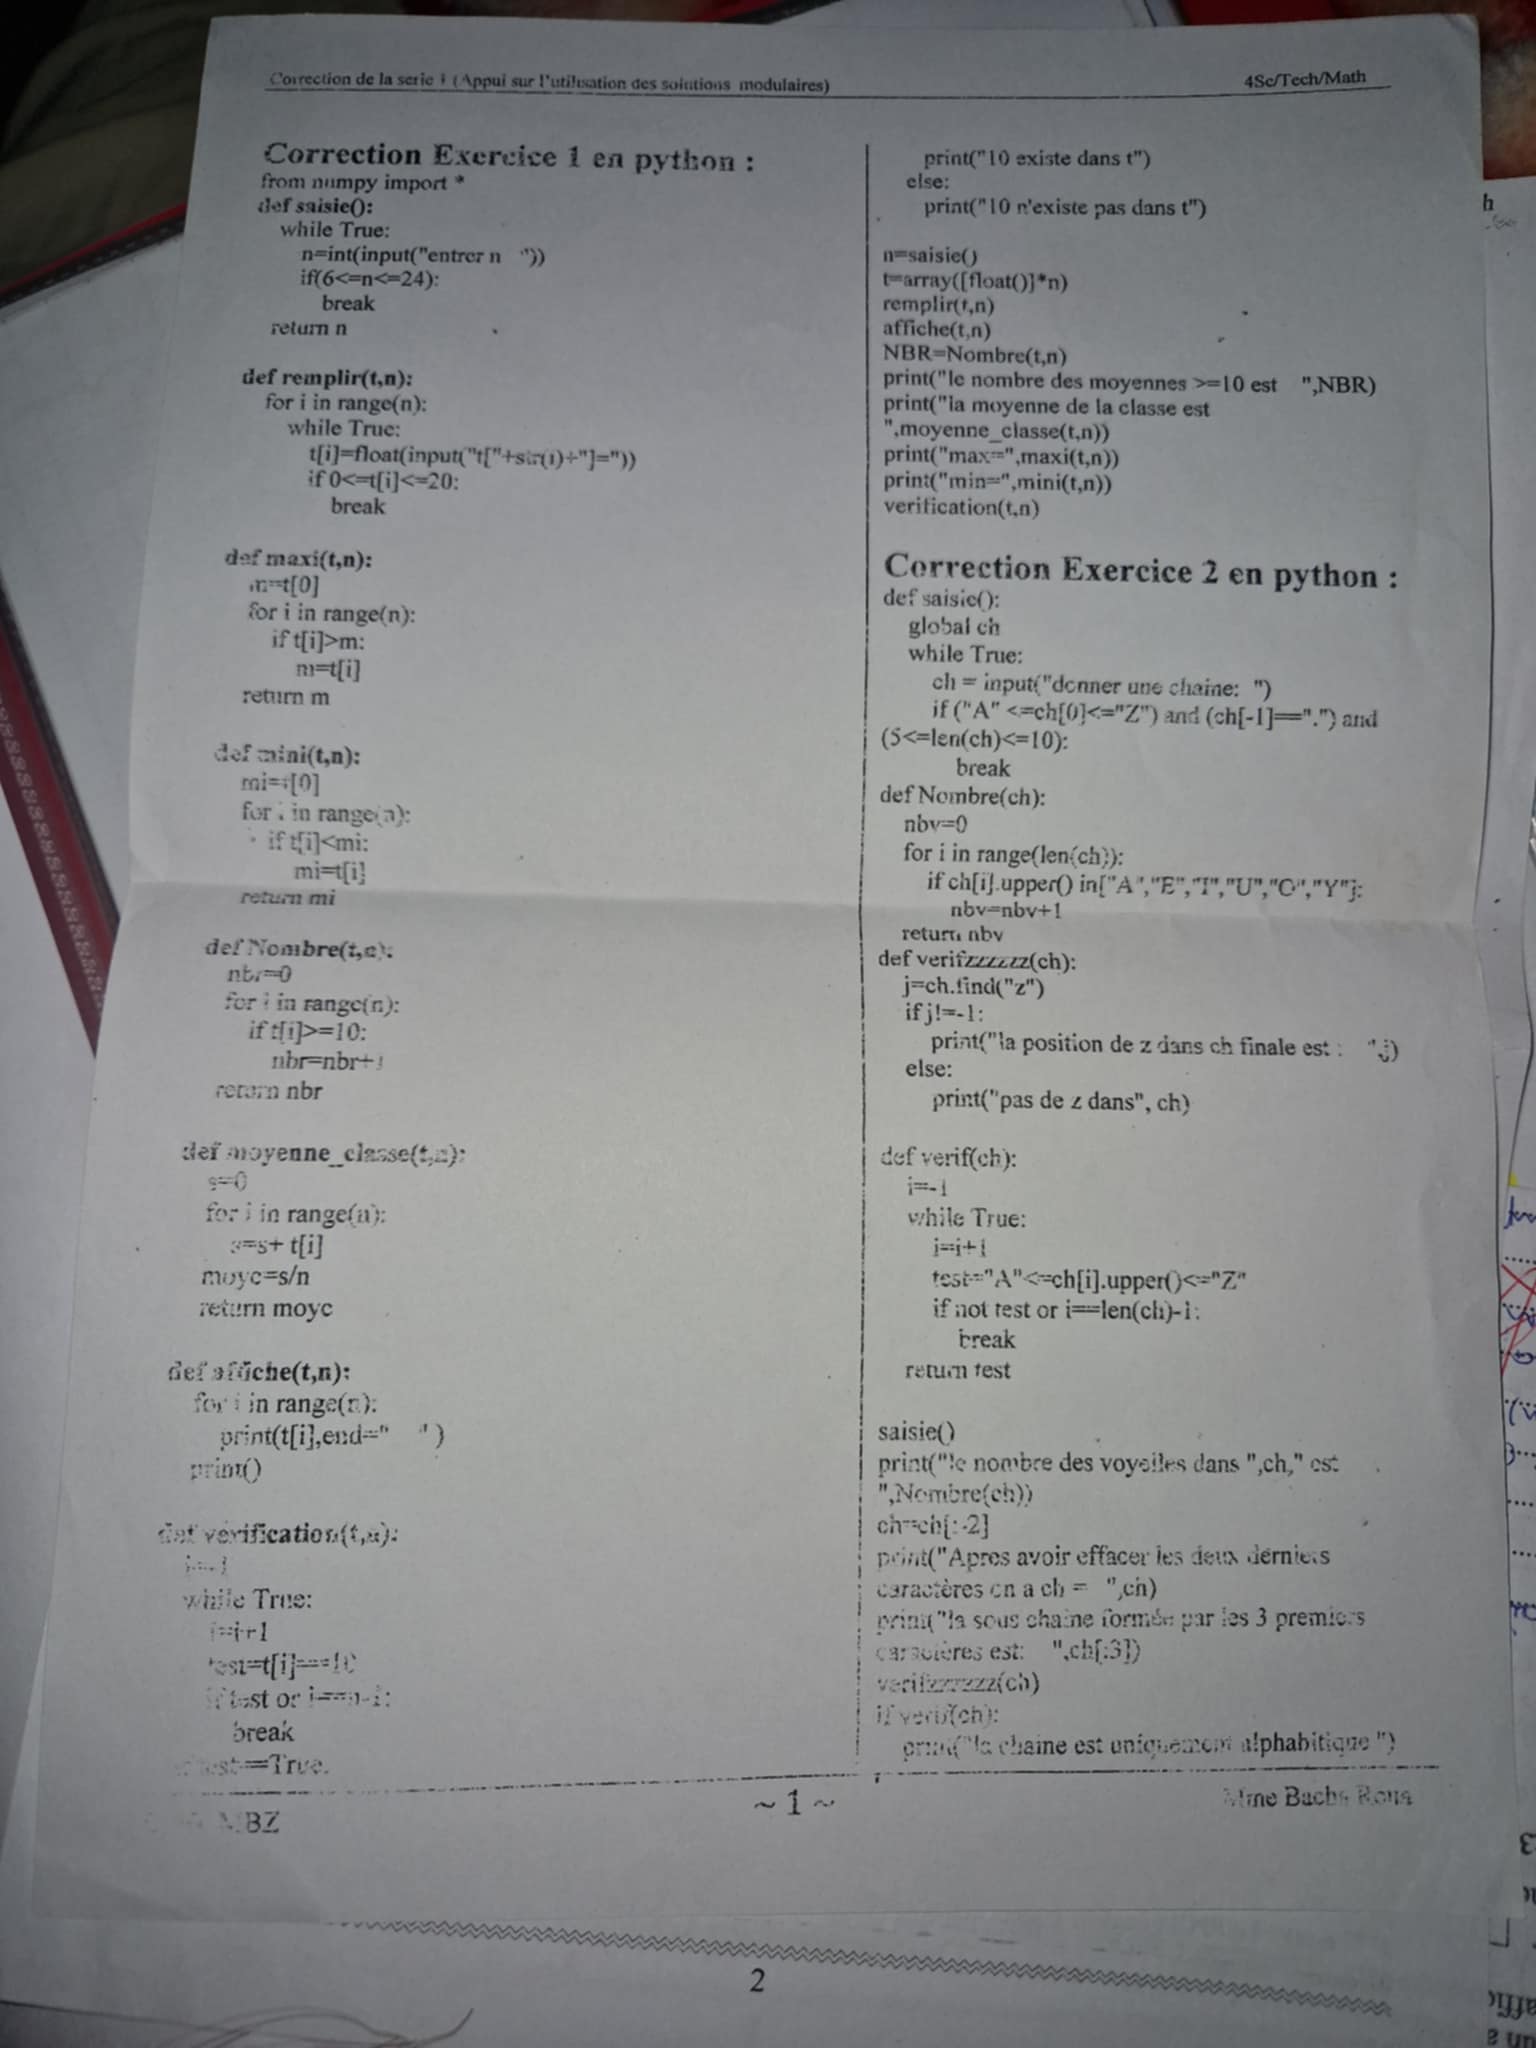 Correction de la serie 1 (Appui sur l'utilisation des solutions modulaires)
4Sc/Tech/Math
Correction Exercice 1 en python :
from numpy import *
def saisie():
while True:
n=int(input("entrer n "))
if(6<=n<=24):
break
return n
def remplir(t,n):
for i in range(n):
while True:
t[i]=float(input("t["+str(i)+"]="))
if 0<=t[i]<=20:
break
def maxi(t,n):
m=t[0]
for i in range(n):
if t[i]>m:
m=t[i]
return m
def mini(t,n):
mi=t[0]
for i in range(n):
if t[i]<mi:
mi=t[i]
return mi
def Nombre(t,n):
nbr=0
for i in range(n):
if t[i]>=10:
nbr=nbr+1
return nbr
def moyenne_classe(t,n):
s=0
for i in range(n):
s=s+ t[i]
moyc=s/n
return moyc
def affiche(t,n):
for i in range(n):
print(t[i],end=" " )
print()
def verification(t,n):
i=-1
while True:
i=i+1
test=t[i]==10
if test or i==n-1:
break
if test==True:
print("10 existe dans t")
else:
print("10 n'existe pas dans t")
n=saisie()
t=array([float()]*n)
remplir(t,n)
affiche(t,n)
NBR=Nombre(t,n)
print("le nombre des moyennes >=10 est ",NBR)
print("la moyenne de la classe est
",moyenne_classe(t,n))
print("max=",maxi(t,n))
print("min=",mini(t,n))
verification(t,n)
Correction Exercice 2 en python :
def saisie():
global ch
while True:
ch = input("donner une chaine: ")
if ("A" <=ch[0]<="Z") and (ch[-1]==".") and
(5<=len(ch)<=10):
break
def Nombre(ch):
nbv=0
for i in range(len(ch)):
if ch[i].upper() in["A","E","I","U","O","Y"]:
nbv=nbv+1
return nbv
def verifzzzzzz(ch):
j=ch.find("z")
if j!=-1:
print("la position de z dans ch finale est : ",j)
else:
print("pas de z dans", ch)
def verif(ch):
i=-1
while True:
i=i+1
test="A"<=ch[i].upper()<="Z"
if not test or i==len(ch)-1:
break
return test
saisie()
print("le nombre des voyelles dans ",ch," est
",Nombre(ch))
ch=ch[:-2]
print("Apres avoir effacer les deux derniers
caractères on a ch = ",ch)
print("la sous chaine formée par les 3 premiers
caractères est: ",ch[:3])
verifzzzzzz(ch)
if verif(ch):
print("la chaine est uniquement alphabitique ")
MBZ
~ 1 ~
Mme Bacha Roua
2